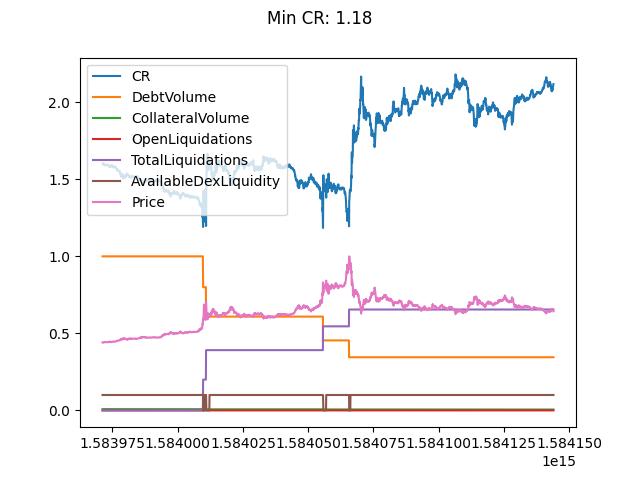 Min CR: 1.18
CR
DebtVolume
CollateralVolume
OpenLiquidations
TotalLiquidations
AvailableDexLiquidity
Price
2.0
1.5
1.0
0.5
0.0
1.583975 1.584000 1.584025 1.584050 1.584075 1.584100 1.584125 1.584150
1e15